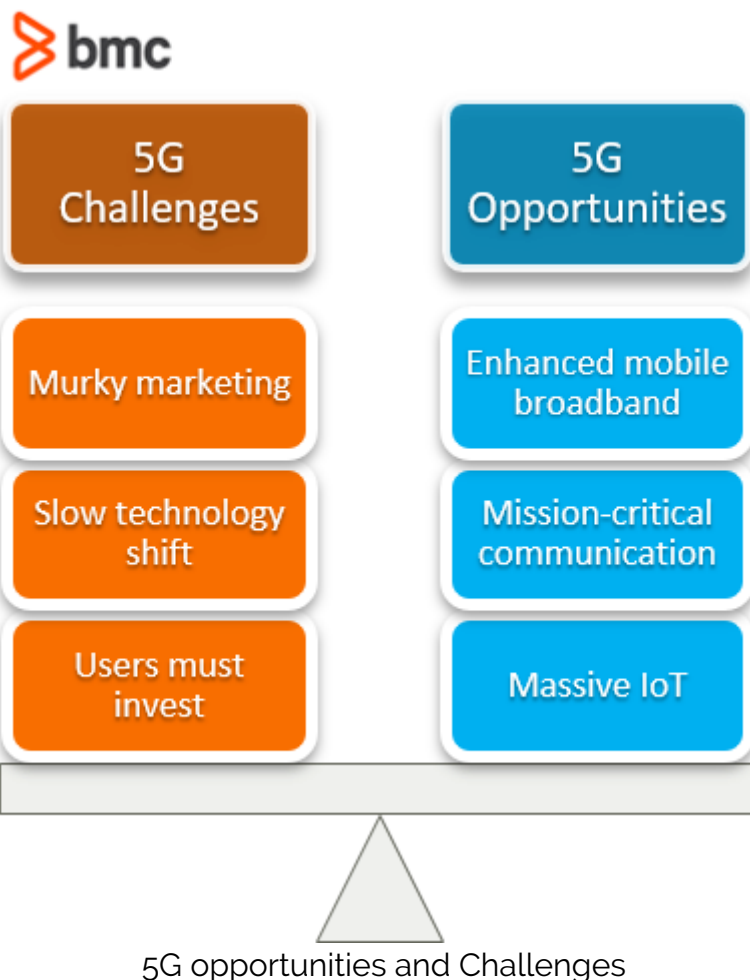 bmc
5G
Challenges
Murky marketing
Slow technology
shift
Users must
invest
5G
Opportunities
Enhanced mobile
broadband
Mission-critical
communication
Massive IoT
5G opportunities and Challenges